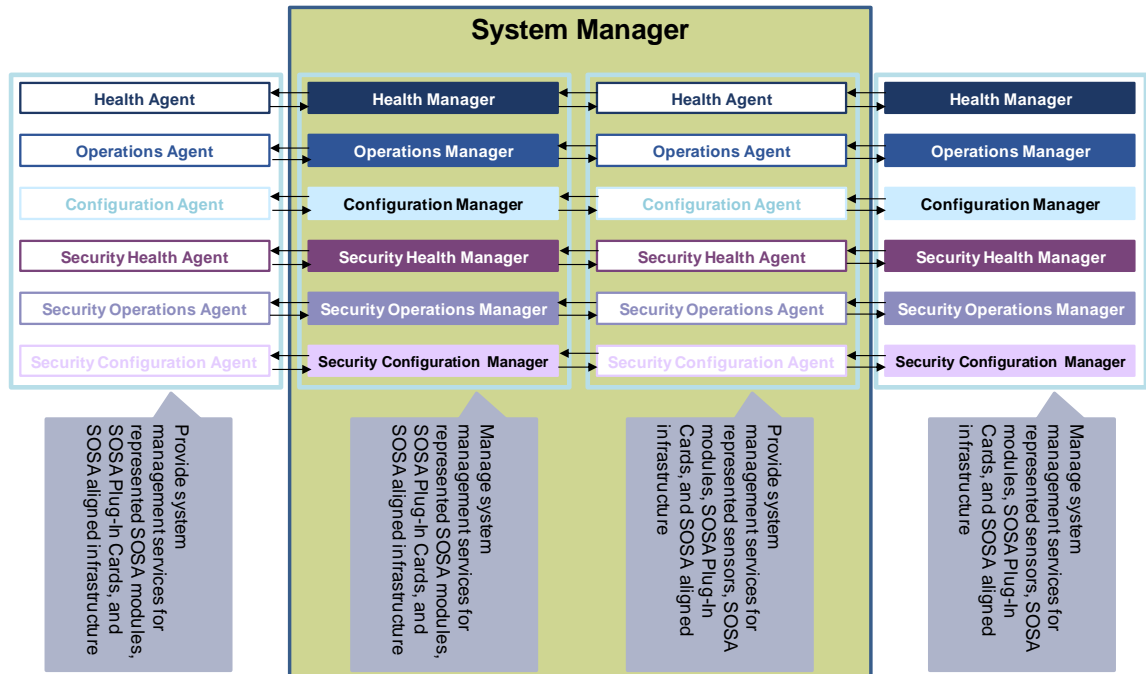 System Manager
Health Agent
Health Manager
Health Agent
Health Manager
Operations Agent
Operations Manager
Operations Agent
Operations Manager
Configuration Agent
Configuration Manager
Configuration Agent
Configuration Manager
Security Health Agent
Security Health Manager
Security Health Agent
Security Health Manager
Security Operations Agent
Security Operations Manager
Security Operations Agent
Security Operations Manager
Security Configuration Agent
Security Configuration Manager
Security Configuration Agent
Security Configuration Manager
Provide system
management services for
represented SOSA modules,
SOSA Plug-In Cards, and
SOSA aligned infrastructure
Manage system
management services for
represented SOSA modules,
SOSA Plug-In Cards, and
SOSA aligned infrastructure
Provide system
management services for
represented sensors, SOSA
modules, SOSA Plug-In
Cards, and SOSA aligned
infrastructure
Manage system
management services for
represented sensors, SOSA
modules, SOSA Plug-In
Cards, and SOSA aligned
infrastructure